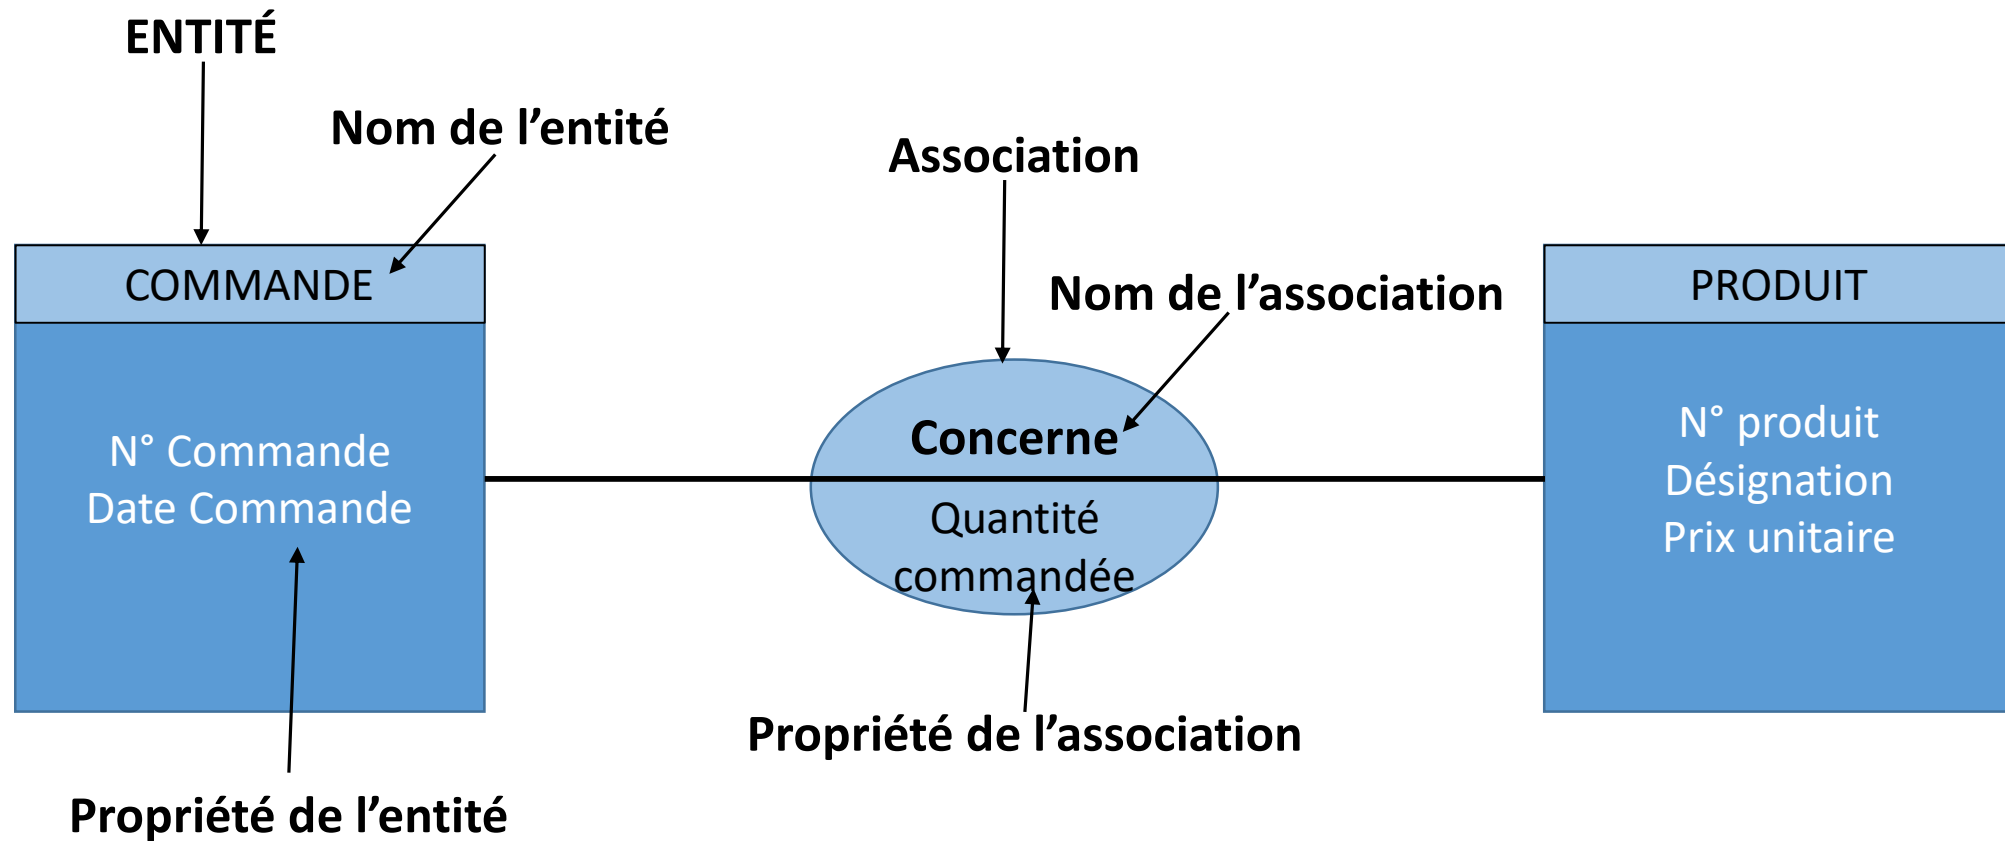 ENTITÉ
Nom de l’entité
Association
COMMANDE
Nom de l’association
PRODUIT
N° Commande
Date Commande
Concerne
Quantité
commandée
N° produit
Désignation
Prix unitaire
Propriété de l’association
Propriété de l’entité